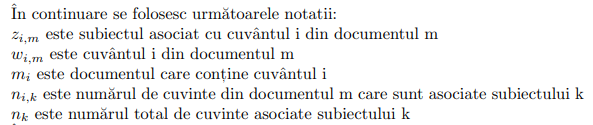 În continuare se folosesc următoarele notatii:
z_{i,m} este subiectul asociat cu cuvântul i din documentul m
w_{i,m} este cuvântul i din documentul m
m_i este documentul care conține cuvântul i
n_{i,k} este numărul de cuvinte din documentul m care sunt asociate subiectului k
n_k este numărul total de cuvinte asociate subiectului k